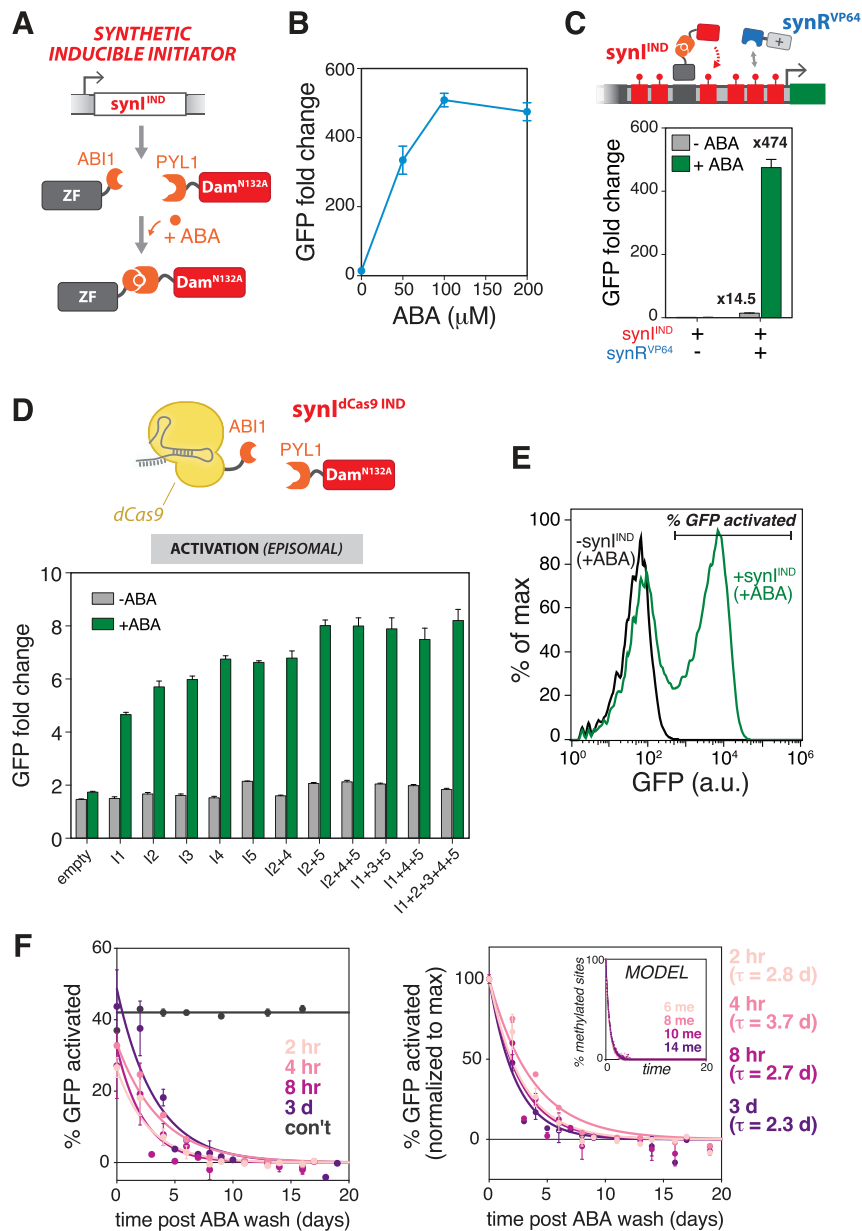 A
SYNTHETIC
INDUCIBLE INITIATOR
synI^IND
ABI1
PYL1
ZF
Dam^N132A
+ ABA
ZF
Dam^N132A
B
GFP fold change
600
400
200
0
0 50 100 150 200
ABA (μM)
C
synR^VP64
synI^IND
+
GFP fold change
600
400
200
0
- ABA
+ ABA
x474
x14.5
synI^IND + +
synR^VP64 - +
D
synI^dCas9 IND
ABI1
PYL1
Dam^N132A
dCas9
ACTIVATION (EPISOMAL)
GFP fold change
10
8
6
4
2
0
-ABA
+ABA
empty I1 I2 I3 I4 I5 I2+4 I2+5 I2+4+5 I1+3+5 I1+4+5 I1+2+3+4+5
E
% of max
100
80
60
40
20
0
% GFP activated
-synI^IND
(+ABA)
+synI^IND
(+ABA)
10^0 10^2 10^4 10^6
GFP (a.u.)
F
% GFP activated
60
40
20
0
2 hr
4 hr
8 hr
3 d
con't
0 5 10 15 20
time post ABA wash (days)
% GFP activated
(normalized to max)
100
50
0
% methylated sites
100
0
MODEL
6 me
8 me
10 me
14 me
0 time 20
0 5 10 15 20
time post ABA wash (days)
2 hr
(τ = 2.8 d)
4 hr
(τ = 3.7 d)
8 hr
(τ = 2.7 d)
3 d
(τ = 2.3 d)